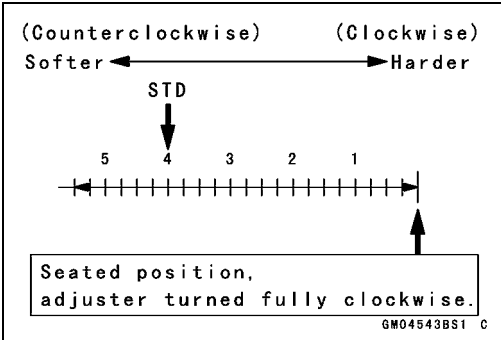 (Counterclockwise) (Clockwise)
Softer Harder
STD
5 4 3 2 1
Seated position,
adjuster turned fully clockwise.
GM04543BS1 C